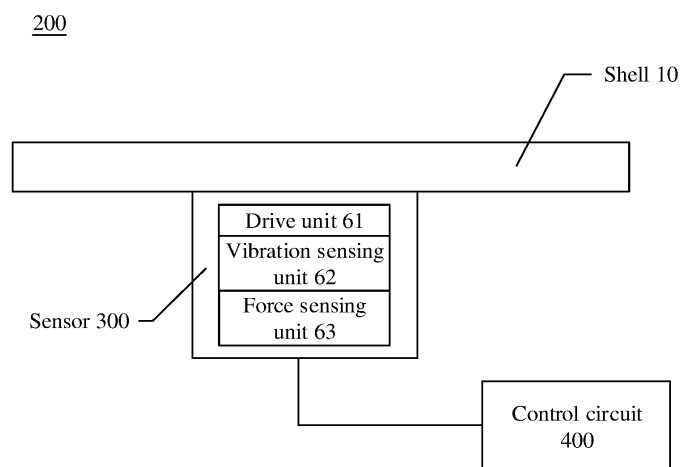 200
Shell 10
Drive unit 61
Vibration sensing
unit 62
Force sensing
unit 63
Sensor 300
Control circuit
400